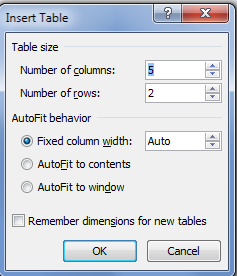 Insert Table
Table size
Number of columns: 5
Number of rows: 2
AutoFit behavior
Fixed column width: Auto
AutoFit to contents
AutoFit to window
Remember dimensions for new tables
OK Cancel